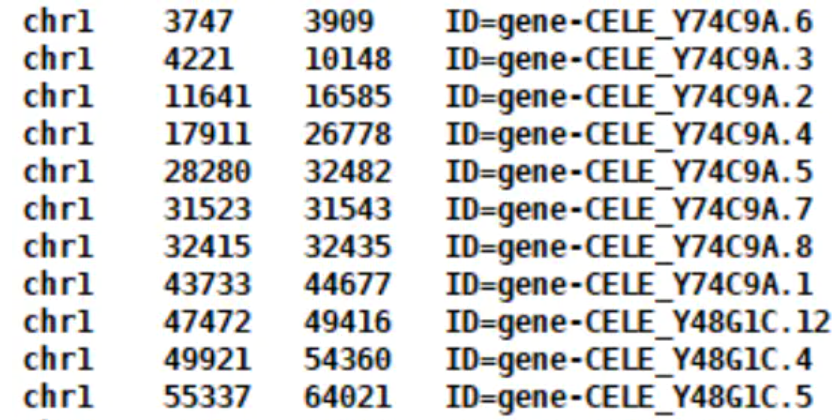 chr1 3747 3909 ID=gene-CELE_Y74C9A.6
chr1 4221 10148 ID=gene-CELE_Y74C9A.3
chr1 11641 16585 ID=gene-CELE_Y74C9A.2
chr1 17911 26778 ID=gene-CELE_Y74C9A.4
chr1 28280 32482 ID=gene-CELE_Y74C9A.5
chr1 31523 31543 ID=gene-CELE_Y74C9A.7
chr1 32415 32435 ID=gene-CELE_Y74C9A.8
chr1 43733 44677 ID=gene-CELE_Y74C9A.1
chr1 47472 49416 ID=gene-CELE_Y48G1C.12
chr1 49921 54360 ID=gene-CELE_Y48G1C.4
chr1 55337 64021 ID=gene-CELE_Y48G1C.5